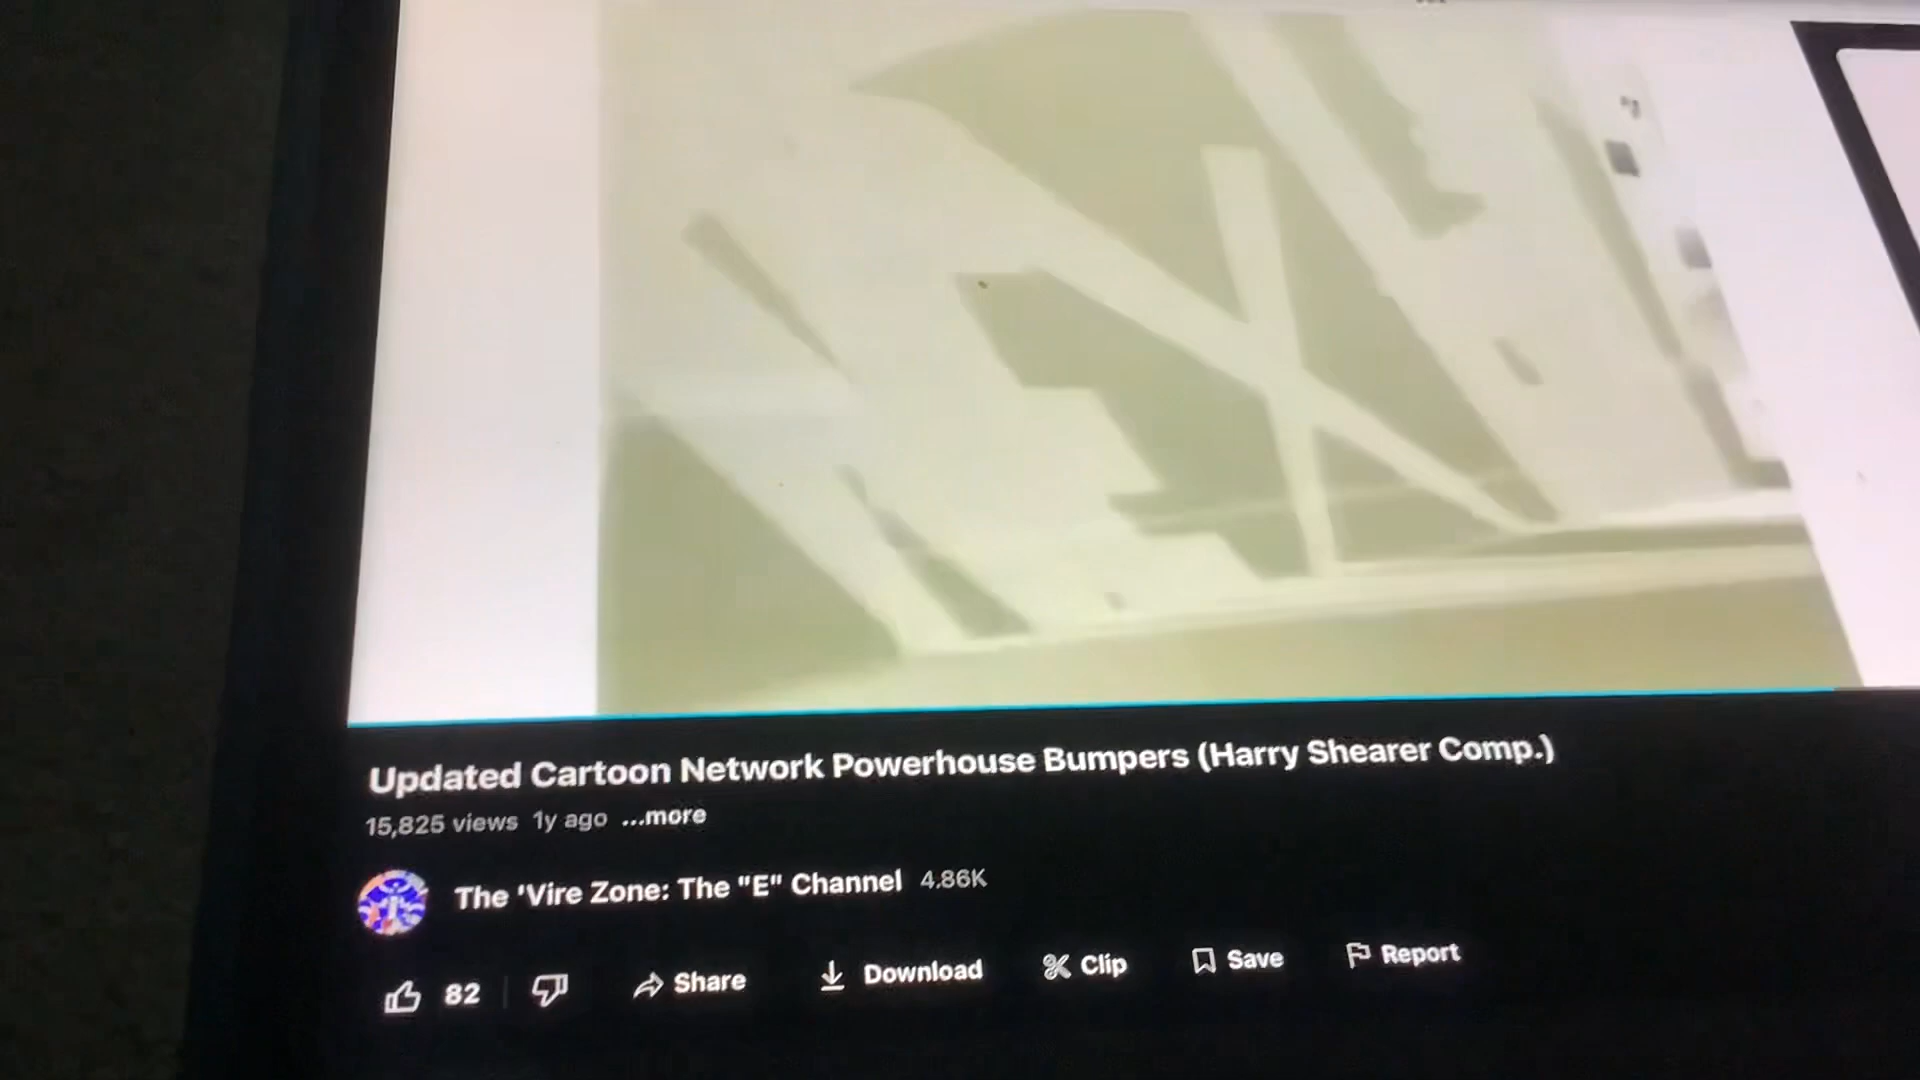 Updated Cartoon Network Powerhouse Bumpers (Harry Shearer Comp.)
15,825 views 1y ago ...more
The 'Vire Zone: The "E" Channel 4.86K
82 Share Download Clip Save Report